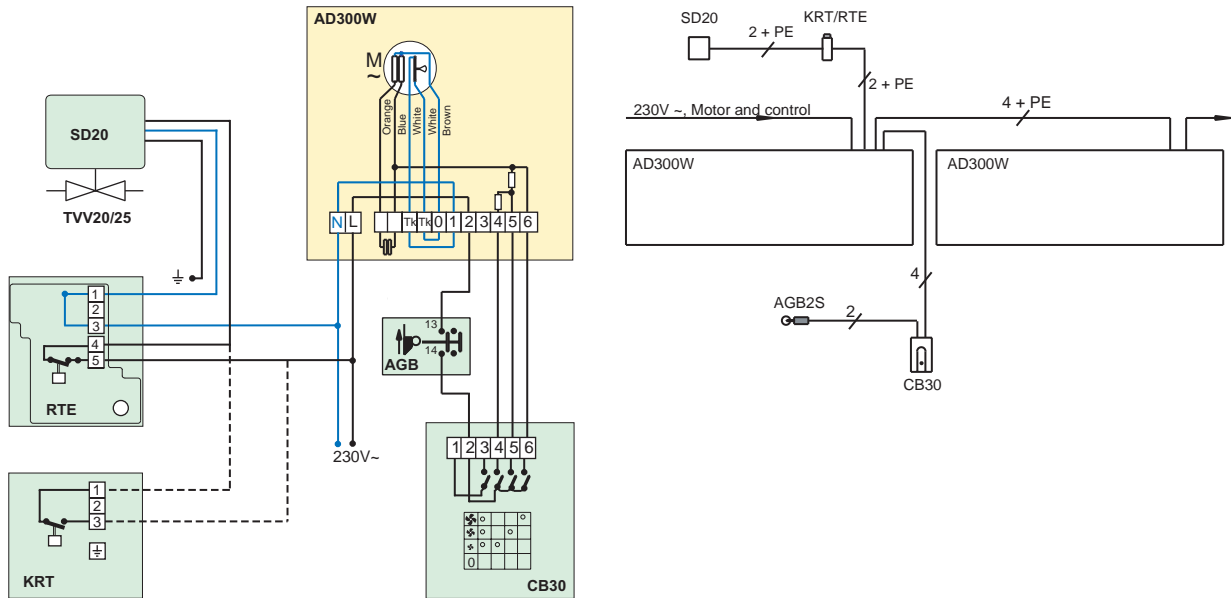 AD300W
M
~
Orange
Blue
White
White
Brown
N L Tk Tk 0 1 2 3 4 5 6
SD20
TVV20/25
1
2
3
4
5
RTE
13
14
AGB
230V~
1 2 3 4 5 6
0
CB30
1
2
3
KRT
SD20
2 + PE
KRT/RTE
2 + PE
230V ~, Motor and control
4 + PE
AD300W
AD300W
4
AGB2S
2
CB30